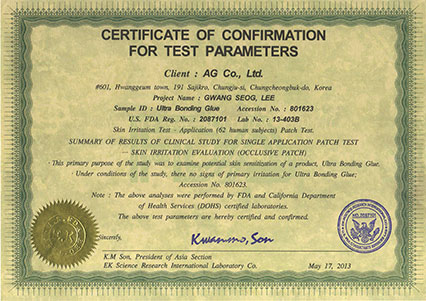 CERTIFICATE OF CONFIRMATION
FOR TEST PARAMETERS
Client : AG Co., Ltd.
#601, Hwanggeum town, 191 Sajikro, Chungju-si, Chungcheongbuk-do, Korea
Project Name : GWANG SEOG, LEE
Sample ID : Ultra Bonding Glue Accession No. : 801623
U.S. FDA Reg. No. : 2087101 Lab No. : 13-403B
Skin Irritation Test - Application (62 human subjects) Patch Test.
SUMMARY OF RESULTS OF CLINICAL STUDY FOR SINGLE APPLICATION PATCH TEST
— SKIN IRRITATION EVALUATION (OCCLUSIVE PATCH)
· This primary purpose of the study was to examine potential skin sensitization of a product, Ultra Bonding Glue.
· Under conditions of the study, there no signs of primary irritation for Ultra Bonding Glue;
Accession No. 801623.
Note : The above analyses were performed by FDA and California Department
of Health Services (DOHS) certified laboratories.
The above test parameters are hereby certified and confirmed.
Sincerely,
Kwanmo, Son
K.M Son, President of Asia Section
EK Science Research International Laboratory Co.
May 17, 2013